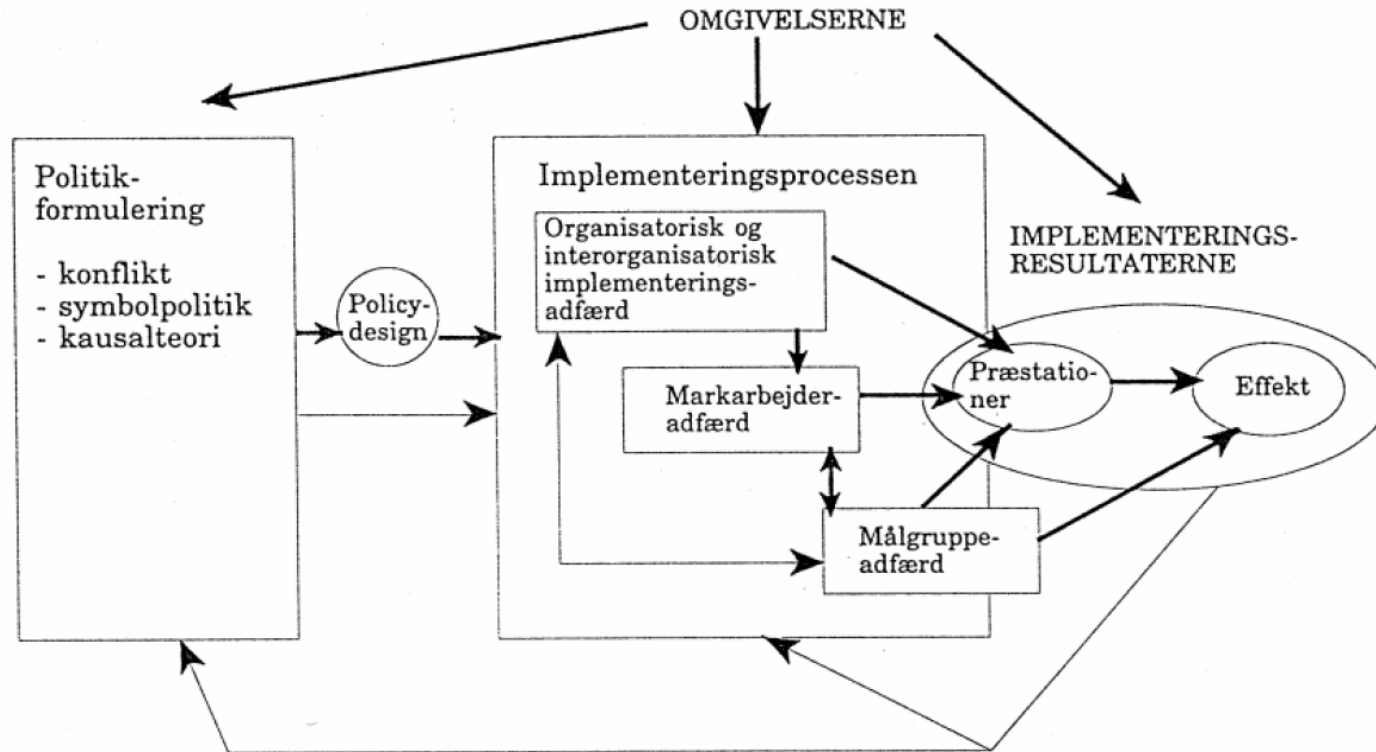 OMGIVELSERNE
Politik-
formulering
- konflikt
- symbolpolitik
- kausalteori
Policy-
design
Implementeringsprocessen
Organisatorisk og
interorganisatorisk
implementerings-
adfærd
Markarbejder-
adfærd
Målgruppe-
adfærd
IMPLEMENTERINGS-
RESULTATERNE
Præstatio-
ner
Effekt